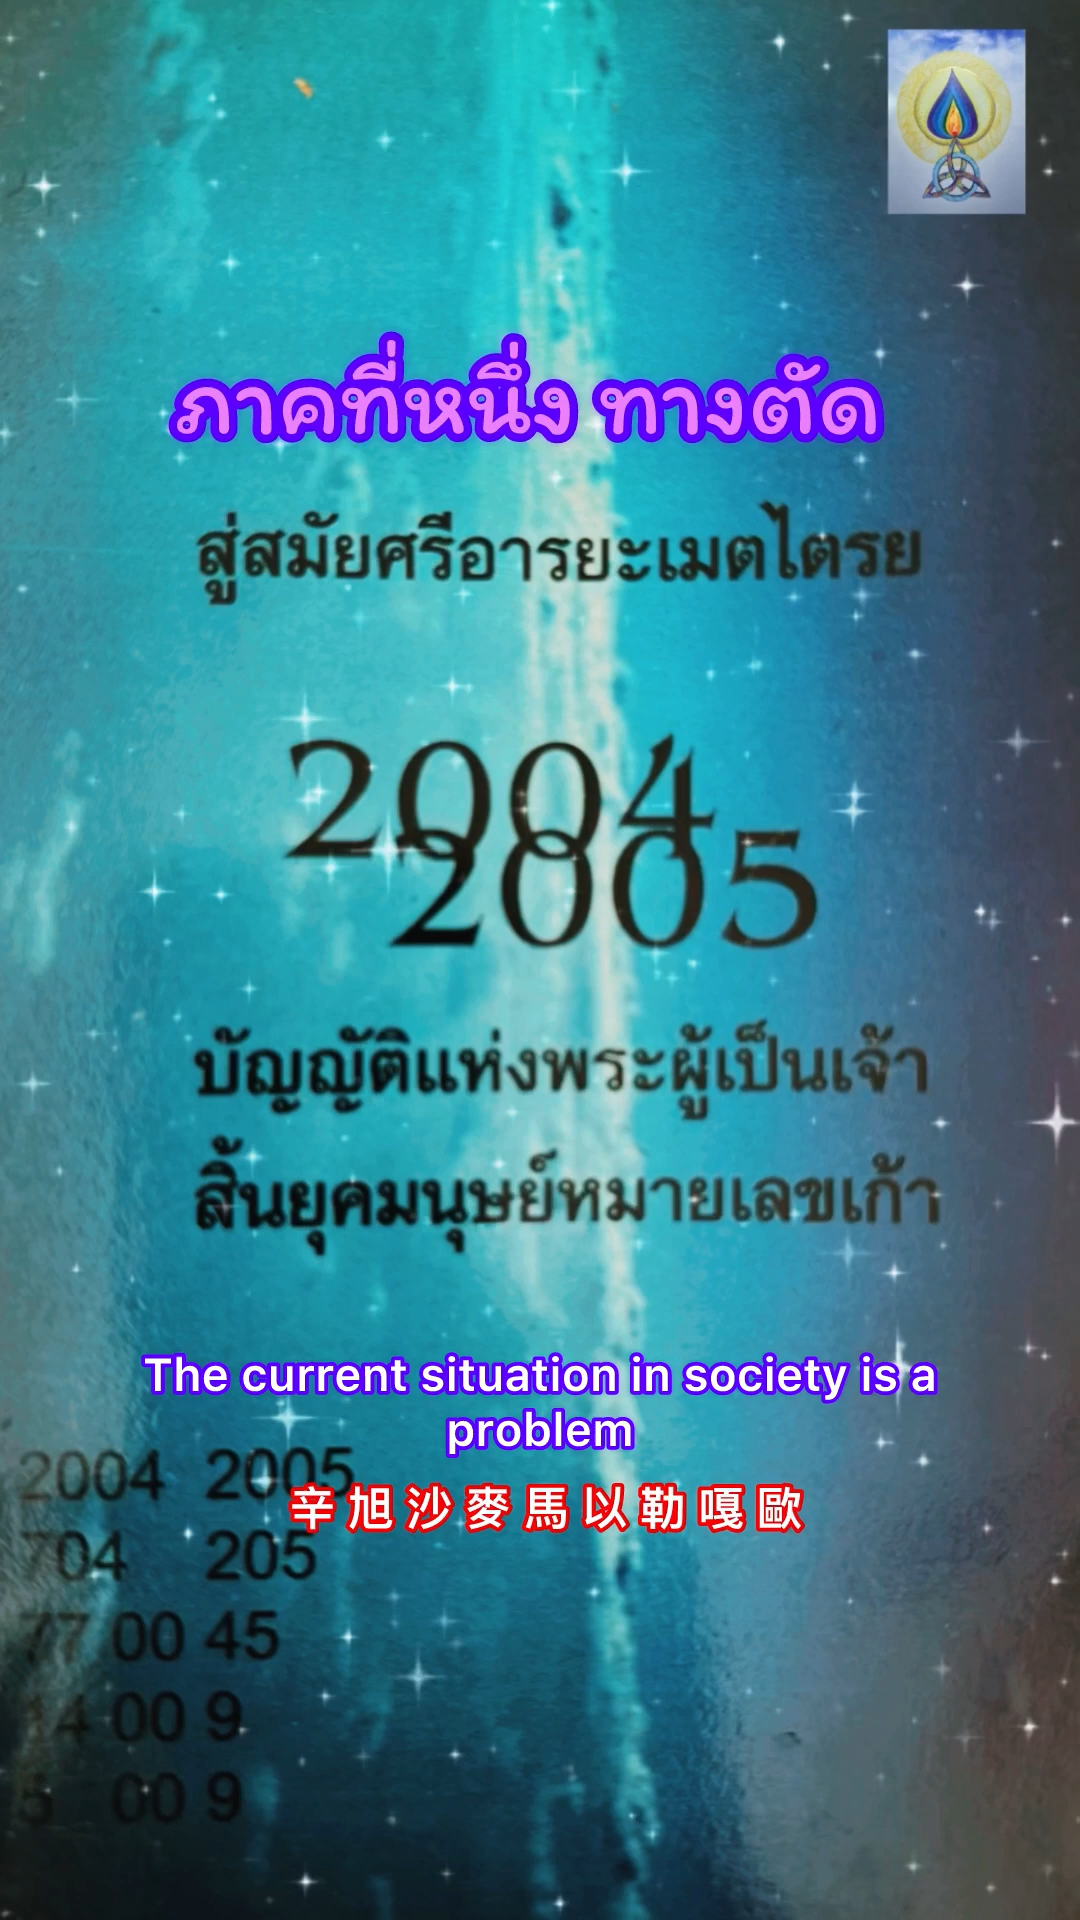 ภาคที่หนึ่ง ทางตัด
สู่สมัยศรีอารยะเมตไตรย
2004
2005
บัญญัติแห่งพระผู้เป็นเจ้า
สิ้นยุคมนุษย์หมายเลขเก้า
The current situation in society is a
problem
辛旭沙麥馬以勒嘎歐
2004 2005
704 205
77 00 45
14 00 9
5 00 9